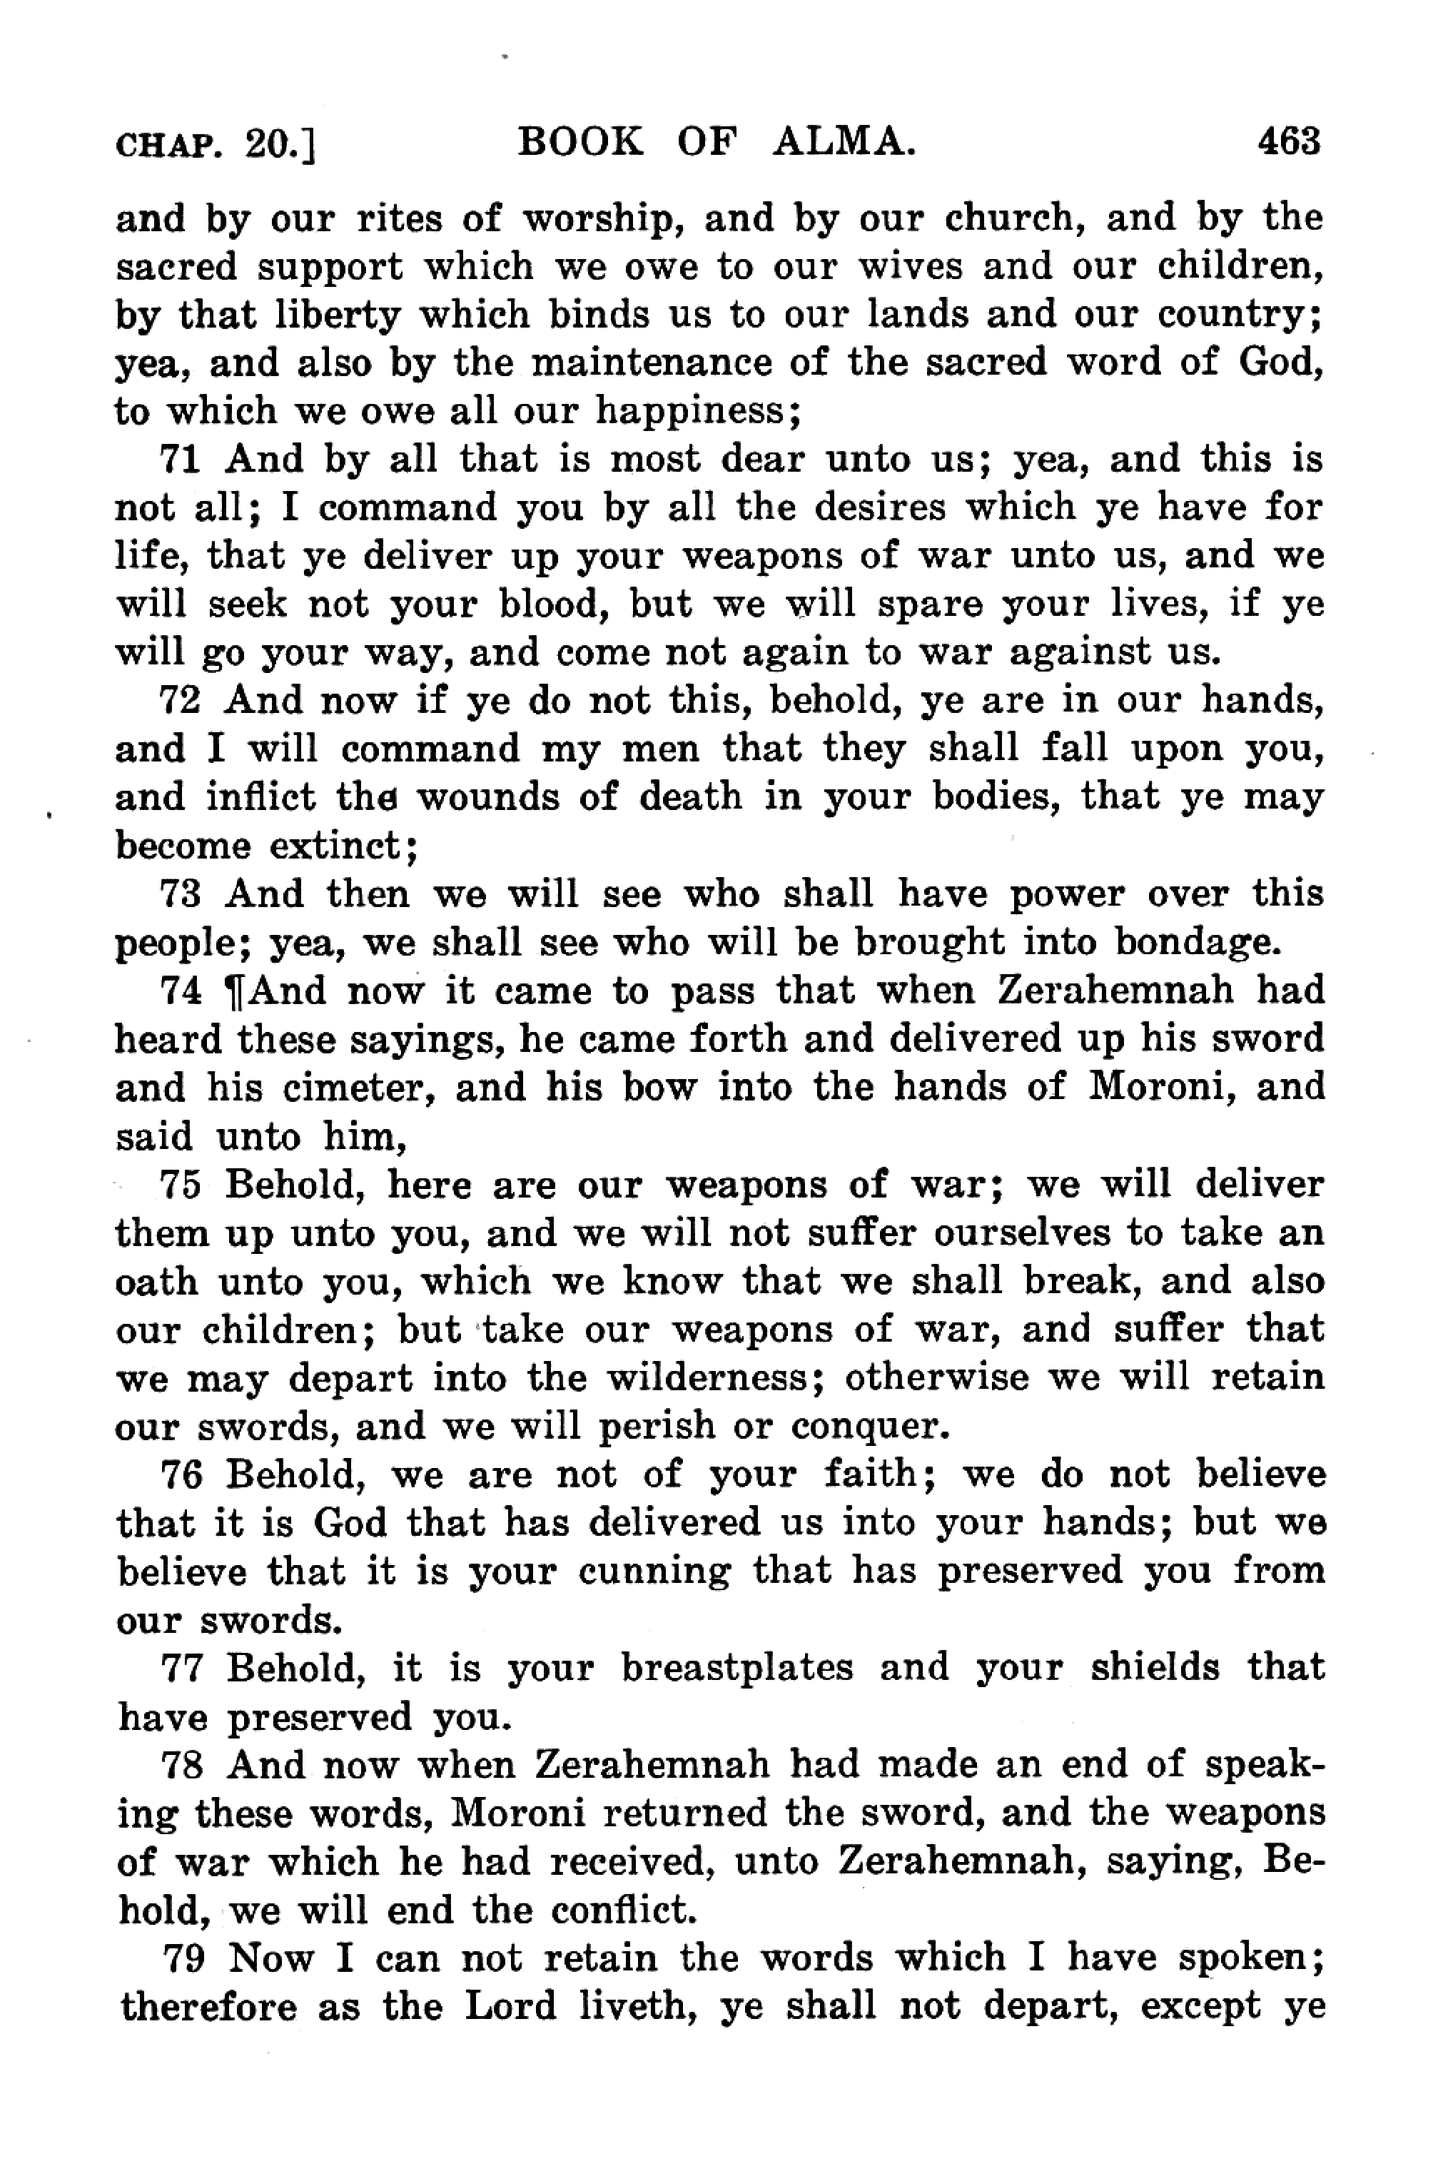 CHAP. 20.] BOOK OF ALMA. 463
and by our rites of worship, and by our church, and by the
sacred support which we owe to our wives and our children,
by that liberty which binds us to our lands and our country;
yea, and also by the maintenance of the sacred word of God,
to which we owe all our happiness;
71 And by all that is most dear unto us; yea, and this is
not all; I command you by all the desires which ye have for
life, that ye deliver up your weapons of war unto us, and we
will seek not your blood, but we will spare your lives, if ye
will go your way, and come not again to war against us.
72 And now if ye do not this, behold, ye are in our hands,
and I will command my men that they shall fall upon you,
and inflict the wounds of death in your bodies, that ye may
become extinct;
73 And then we will see who shall have power over this
people; yea, we shall see who will be brought into bondage.
74 ¶And now it came to pass that when Zerahemnah had
heard these sayings, he came forth and delivered up his sword
and his cimeter, and his bow into the hands of Moroni, and
said unto him,
75 Behold, here are our weapons of war; we will deliver
them up unto you, and we will not suffer ourselves to take an
oath unto you, which we know that we shall break, and also
our children; but take our weapons of war, and suffer that
we may depart into the wilderness; otherwise we will retain
our swords, and we will perish or conquer.
76 Behold, we are not of your faith; we do not believe
that it is God that has delivered us into your hands; but we
believe that it is your cunning that has preserved you from
our swords.
77 Behold, it is your breastplates and your shields that
have preserved you.
78 And now when Zerahemnah had made an end of speak-
ing these words, Moroni returned the sword, and the weapons
of war which he had received, unto Zerahemnah, saying, Be-
hold, we will end the conflict.
79 Now I can not retain the words which I have spoken;
therefore as the Lord liveth, ye shall not depart, except ye